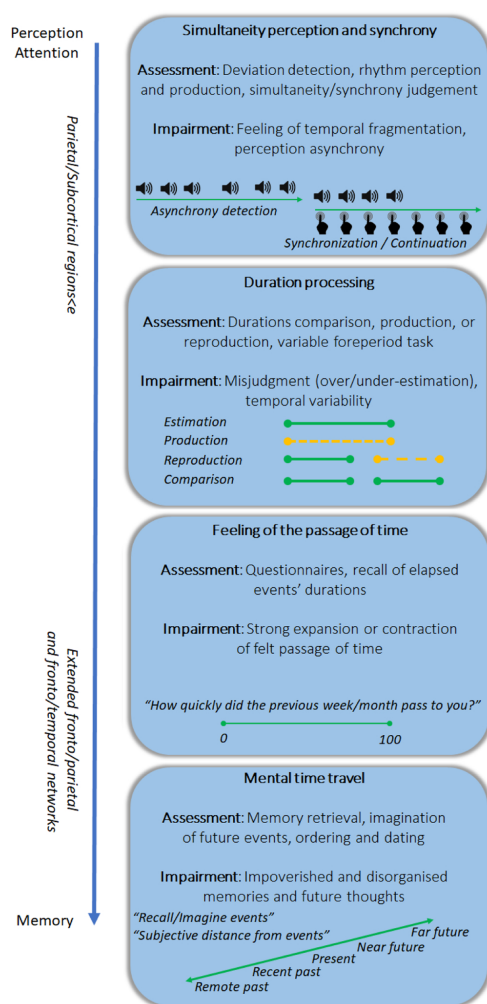 Perception
Attention
Parietal/Subcortical regions<e
Extended fronto/parietal
and fronto/temporal networks
Memory
Simultaneity perception and synchrony
Assessment: Deviation detection, rhythm perception
and production, simultaneity/synchrony judgement
Impairment: Feeling of temporal fragmentation,
perception asynchrony
Asynchrony detection
Synchronization / Continuation
Duration processing
Assessment: Durations comparison, production, or
reproduction, variable foreperiod task
Impairment: Misjudgment (over/under-estimation),
temporal variability
Estimation
Production
Reproduction
Comparison
Feeling of the passage of time
Assessment: Questionnaires, recall of elapsed
events’ durations
Impairment: Strong expansion or contraction
of felt passage of time
“How quickly did the previous week/month pass to you?”
0 100
Mental time travel
Assessment: Memory retrieval, imagination
of future events, ordering and dating
Impairment: Impoverished and disorganised
memories and future thoughts
“Recall/Imagine events”
“Subjective distance from events”
Far future
Near future
Present
Recent past
Remote past